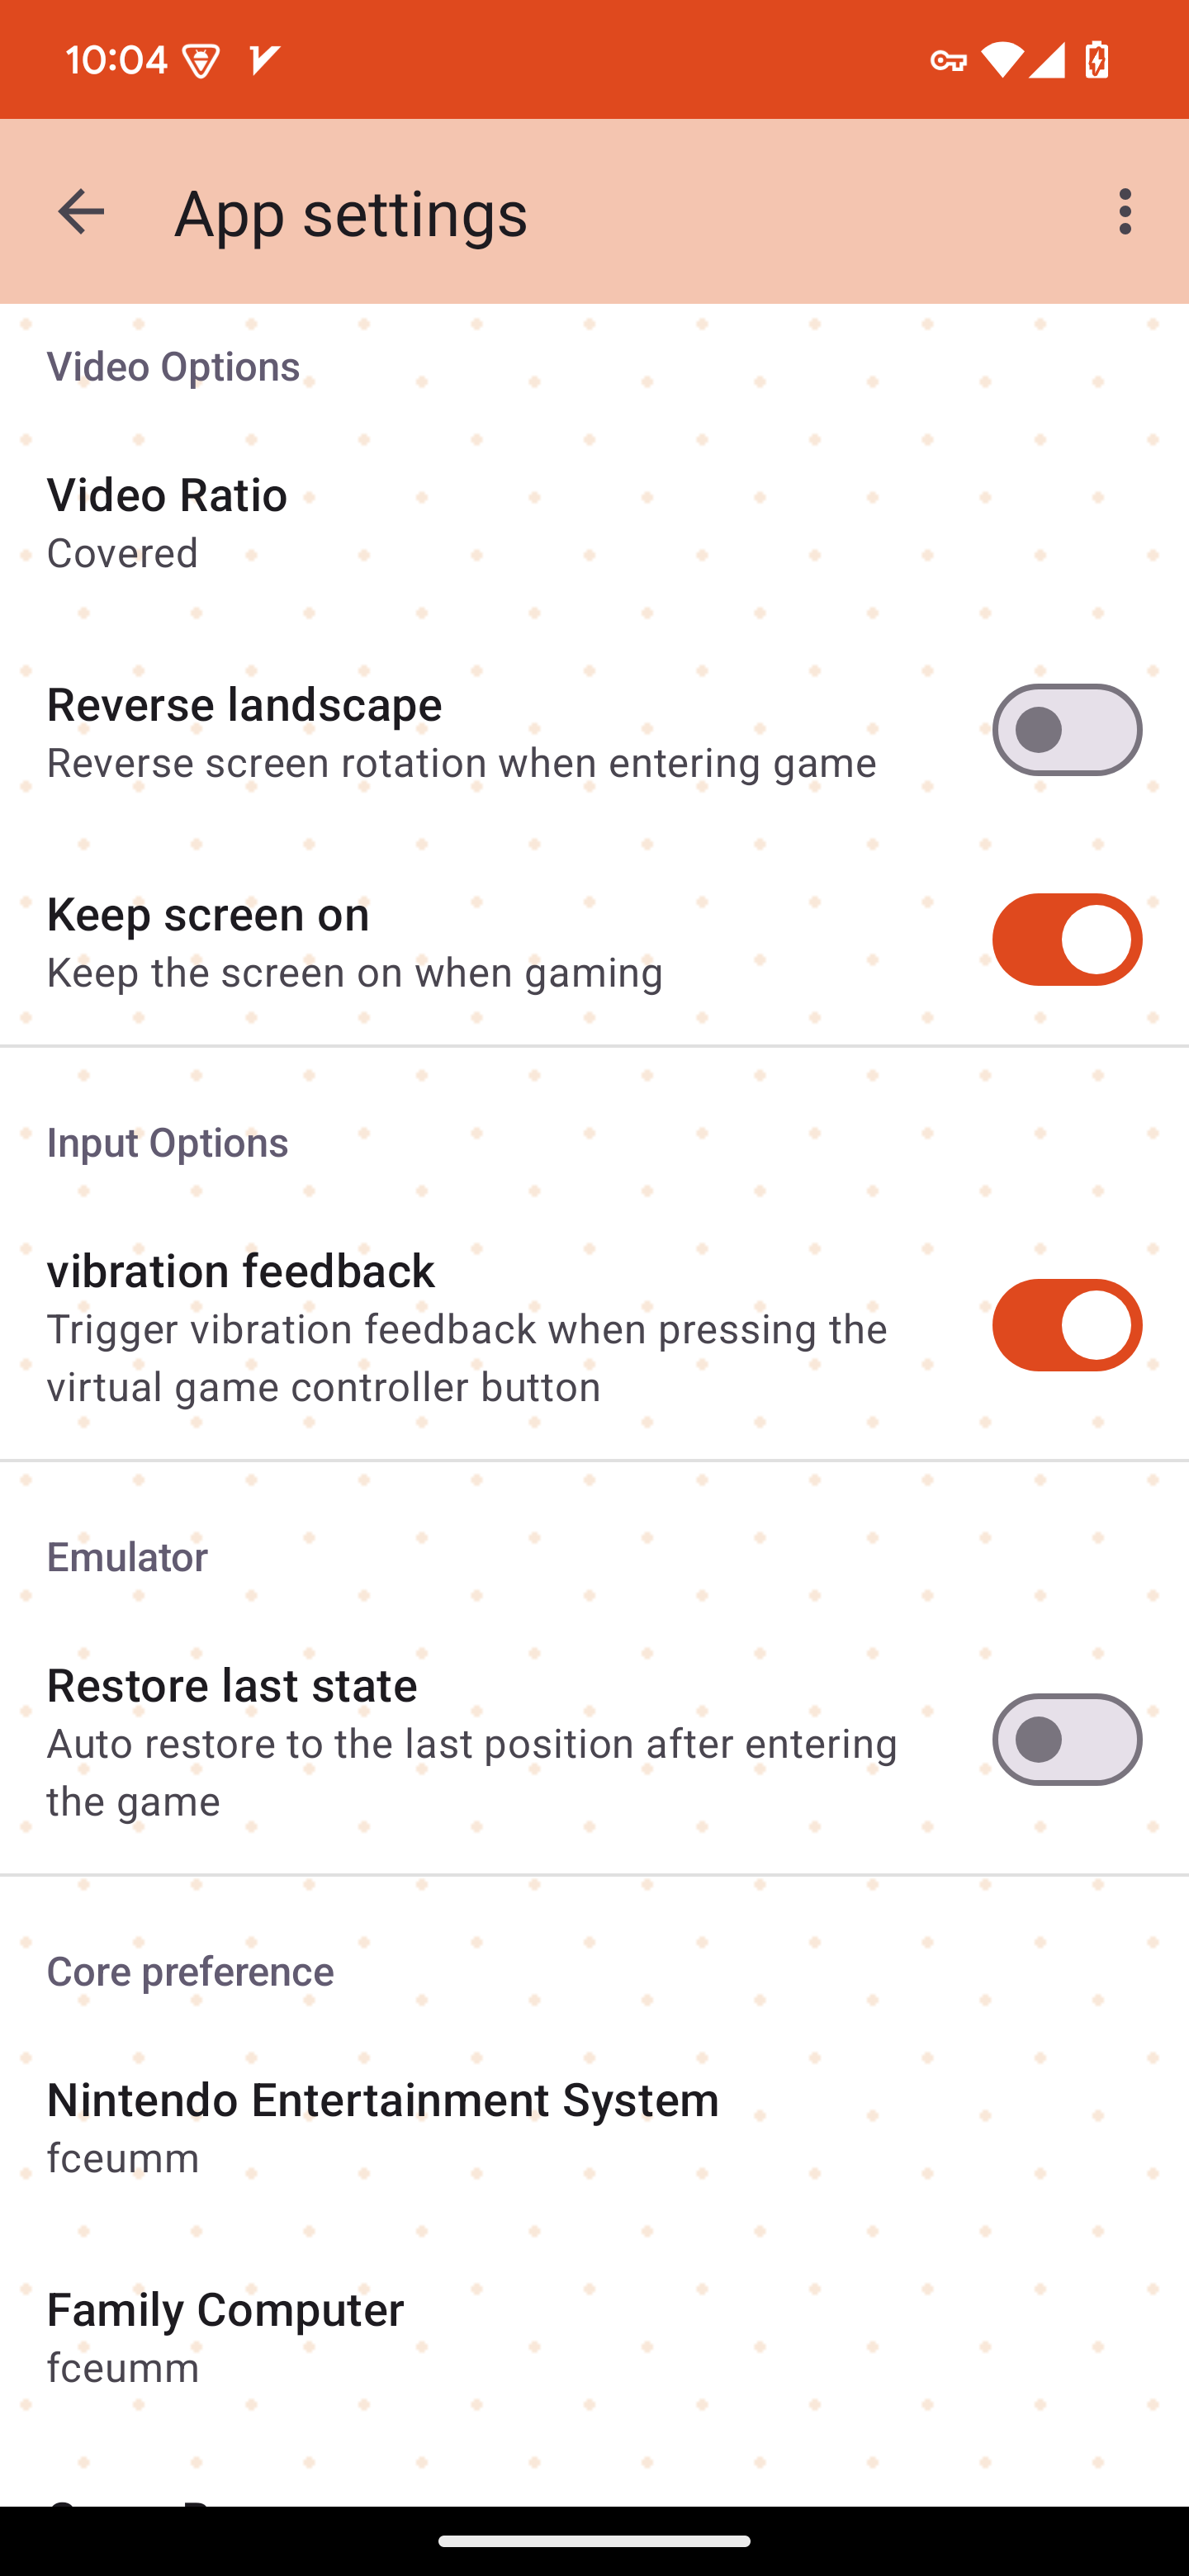 10:04
App settings
Video Options
Video Ratio
Covered
Reverse landscape
Reverse screen rotation when entering game
Keep screen on
Keep the screen on when gaming
Input Options
vibration feedback
Trigger vibration feedback when pressing the
virtual game controller button
Emulator
Restore last state
Auto restore to the last position after entering
the game
Core preference
Nintendo Entertainment System
fceumm
Family Computer
fceumm